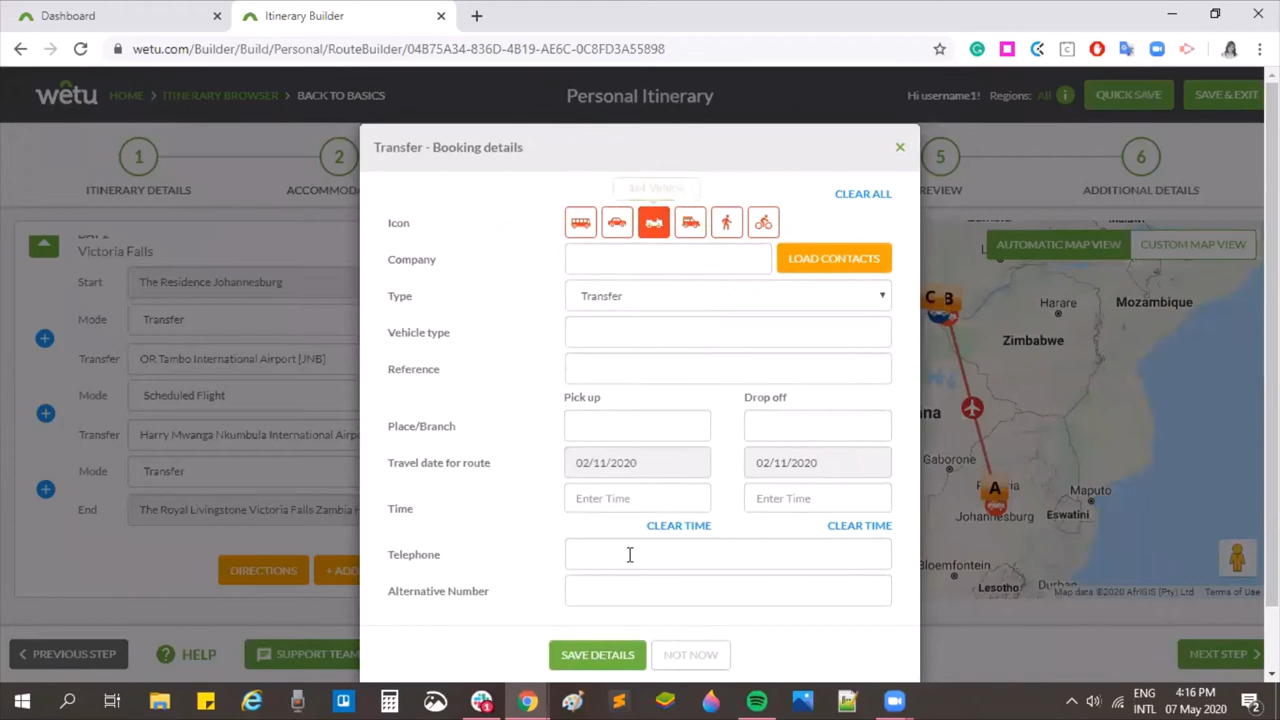 Dashboard
Itinerary Builder
wetu.com/Builder/Build/Personal/RouteBuilder/04B75A34-836D-4B19-AE6C-0C8FD3A55898
wetu
HOME
ITINERARY BROWSER
BACK TO BASICS
Personal Itinerary
Hi username1!
Regions: All
QUICK SAVE
SAVE & EXIT
1
2
5
6
ITINERARY DETAILS
ADDITIONAL DETAILS
Victoria Falls
Start
The Residence Johannesburg
Mode
Transfer
Transfer
OR Tambo International Airport [JNB]
Mode
Scheduled Flight
Transfer
Harry Mwanga Nkumbula International Airpo
Mode
Transfer
End
The Royal Livingstone Victoria Falls Zambia
DIRECTIONS
+ ADD
Transfer - Booking details
4x4 Vehicle
CLEAR ALL
Icon
Company
LOAD CONTACTS
Type
Transfer
Vehicle type
Reference
Pick up
Drop off
Place/Branch
Travel date for route
02/11/2020
02/11/2020
Time
Enter Time
Enter Time
CLEAR TIME
CLEAR TIME
Telephone
Alternative Number
SAVE DETAILS
NOT NOW
AUTOMATIC MAP VIEW
CUSTOM MAP VIEW
C B
Harare
Mozambique
Zimbabwe
Gaborone
A
Maputo
Johannesburg
Eswatini
Bloemfontein
Lesotho
Map data ©2020 AfriGIS (Pty) Ltd
Terms of Use
PREVIOUS STEP
HELP
SUPPORT TEAM
NEXT STEP
1
ENG
INTL
4:16 PM
07 May 2020
2